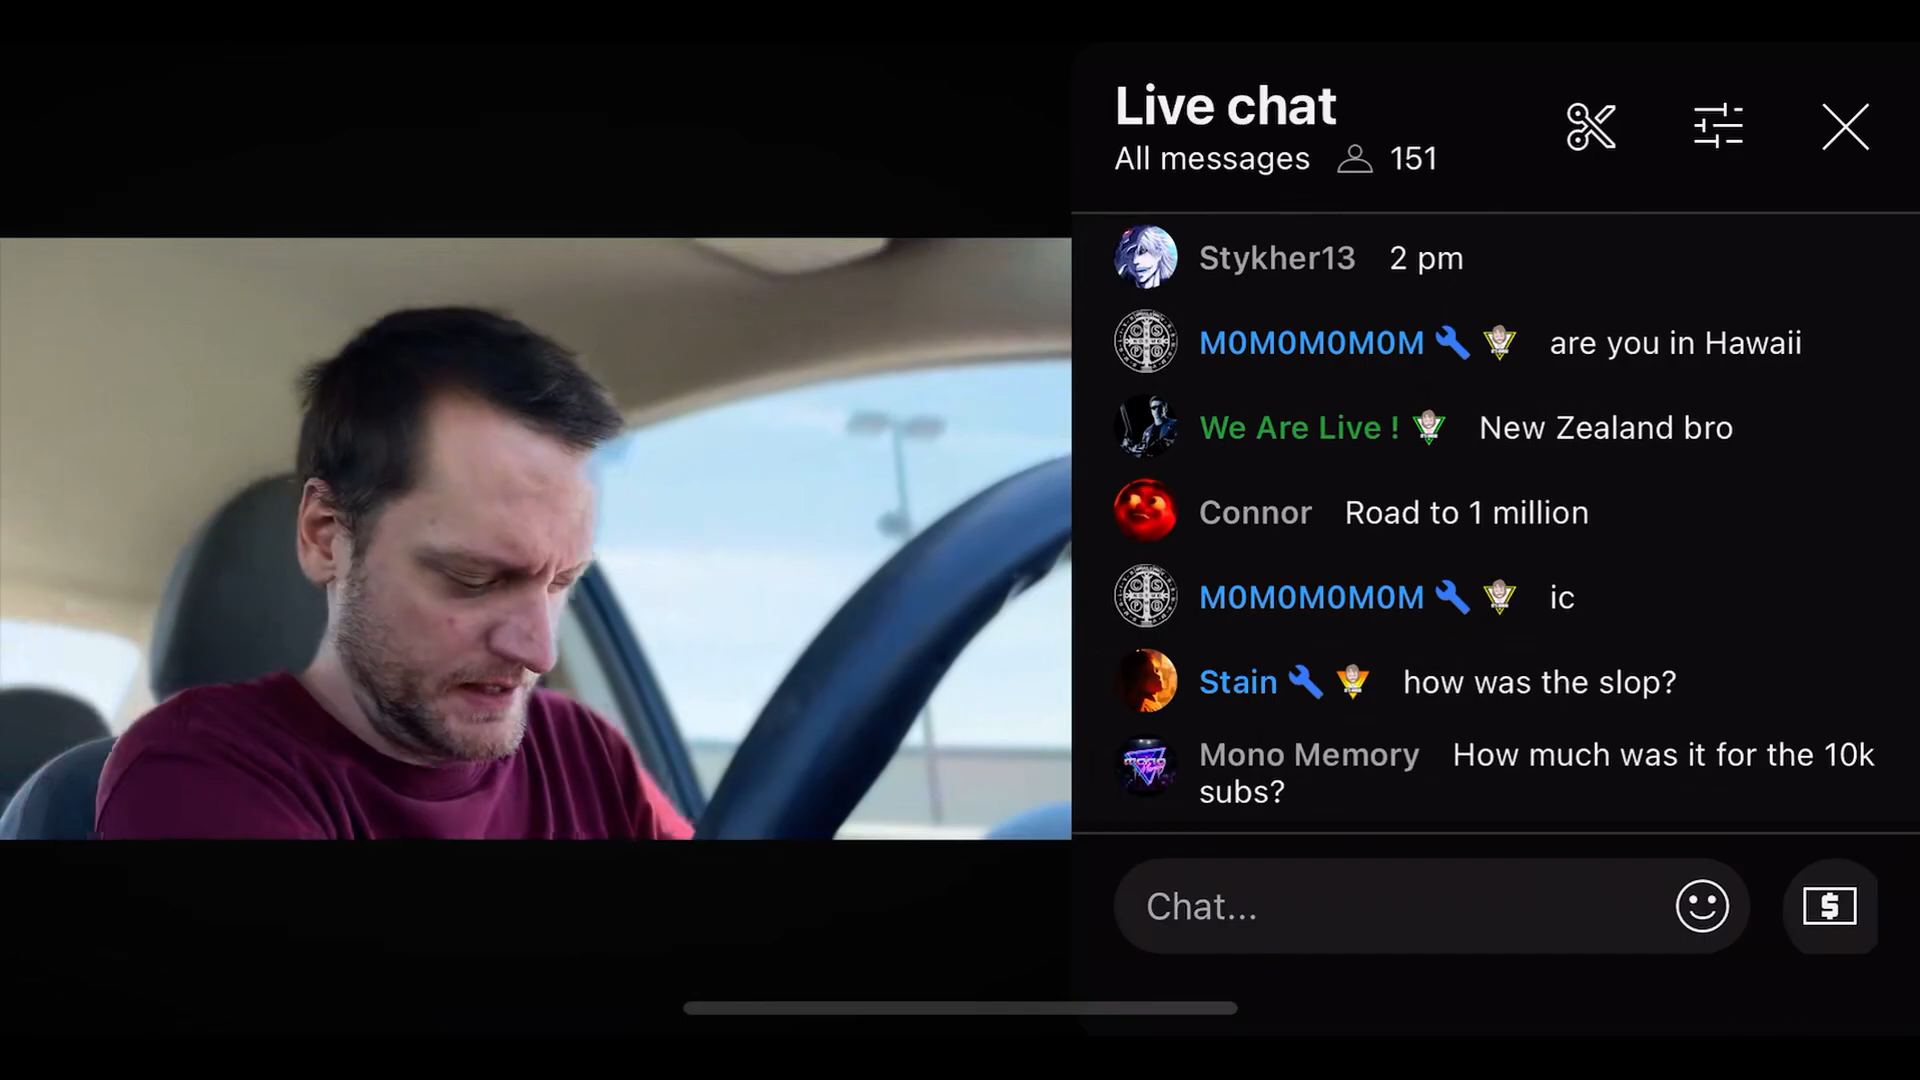 Live chat
All messages 151
Stykher13 2 pm
M0M0M0M0M are you in Hawaii
We Are Live ! New Zealand bro
Connor Road to 1 million
M0M0M0M0M ic
Stain how was the slop?
Mono Memory How much was it for the 10k
subs?
Chat...
$